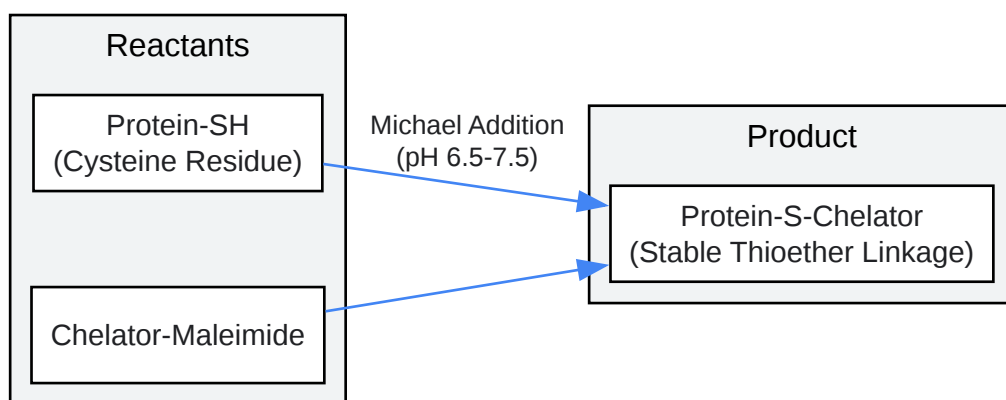 Reactants
Protein-SH
(Cysteine Residue)
Chelator-Maleimide
Michael Addition
(pH 6.5-7.5)
Product
Protein-S-Chelator
(Stable Thioether Linkage)